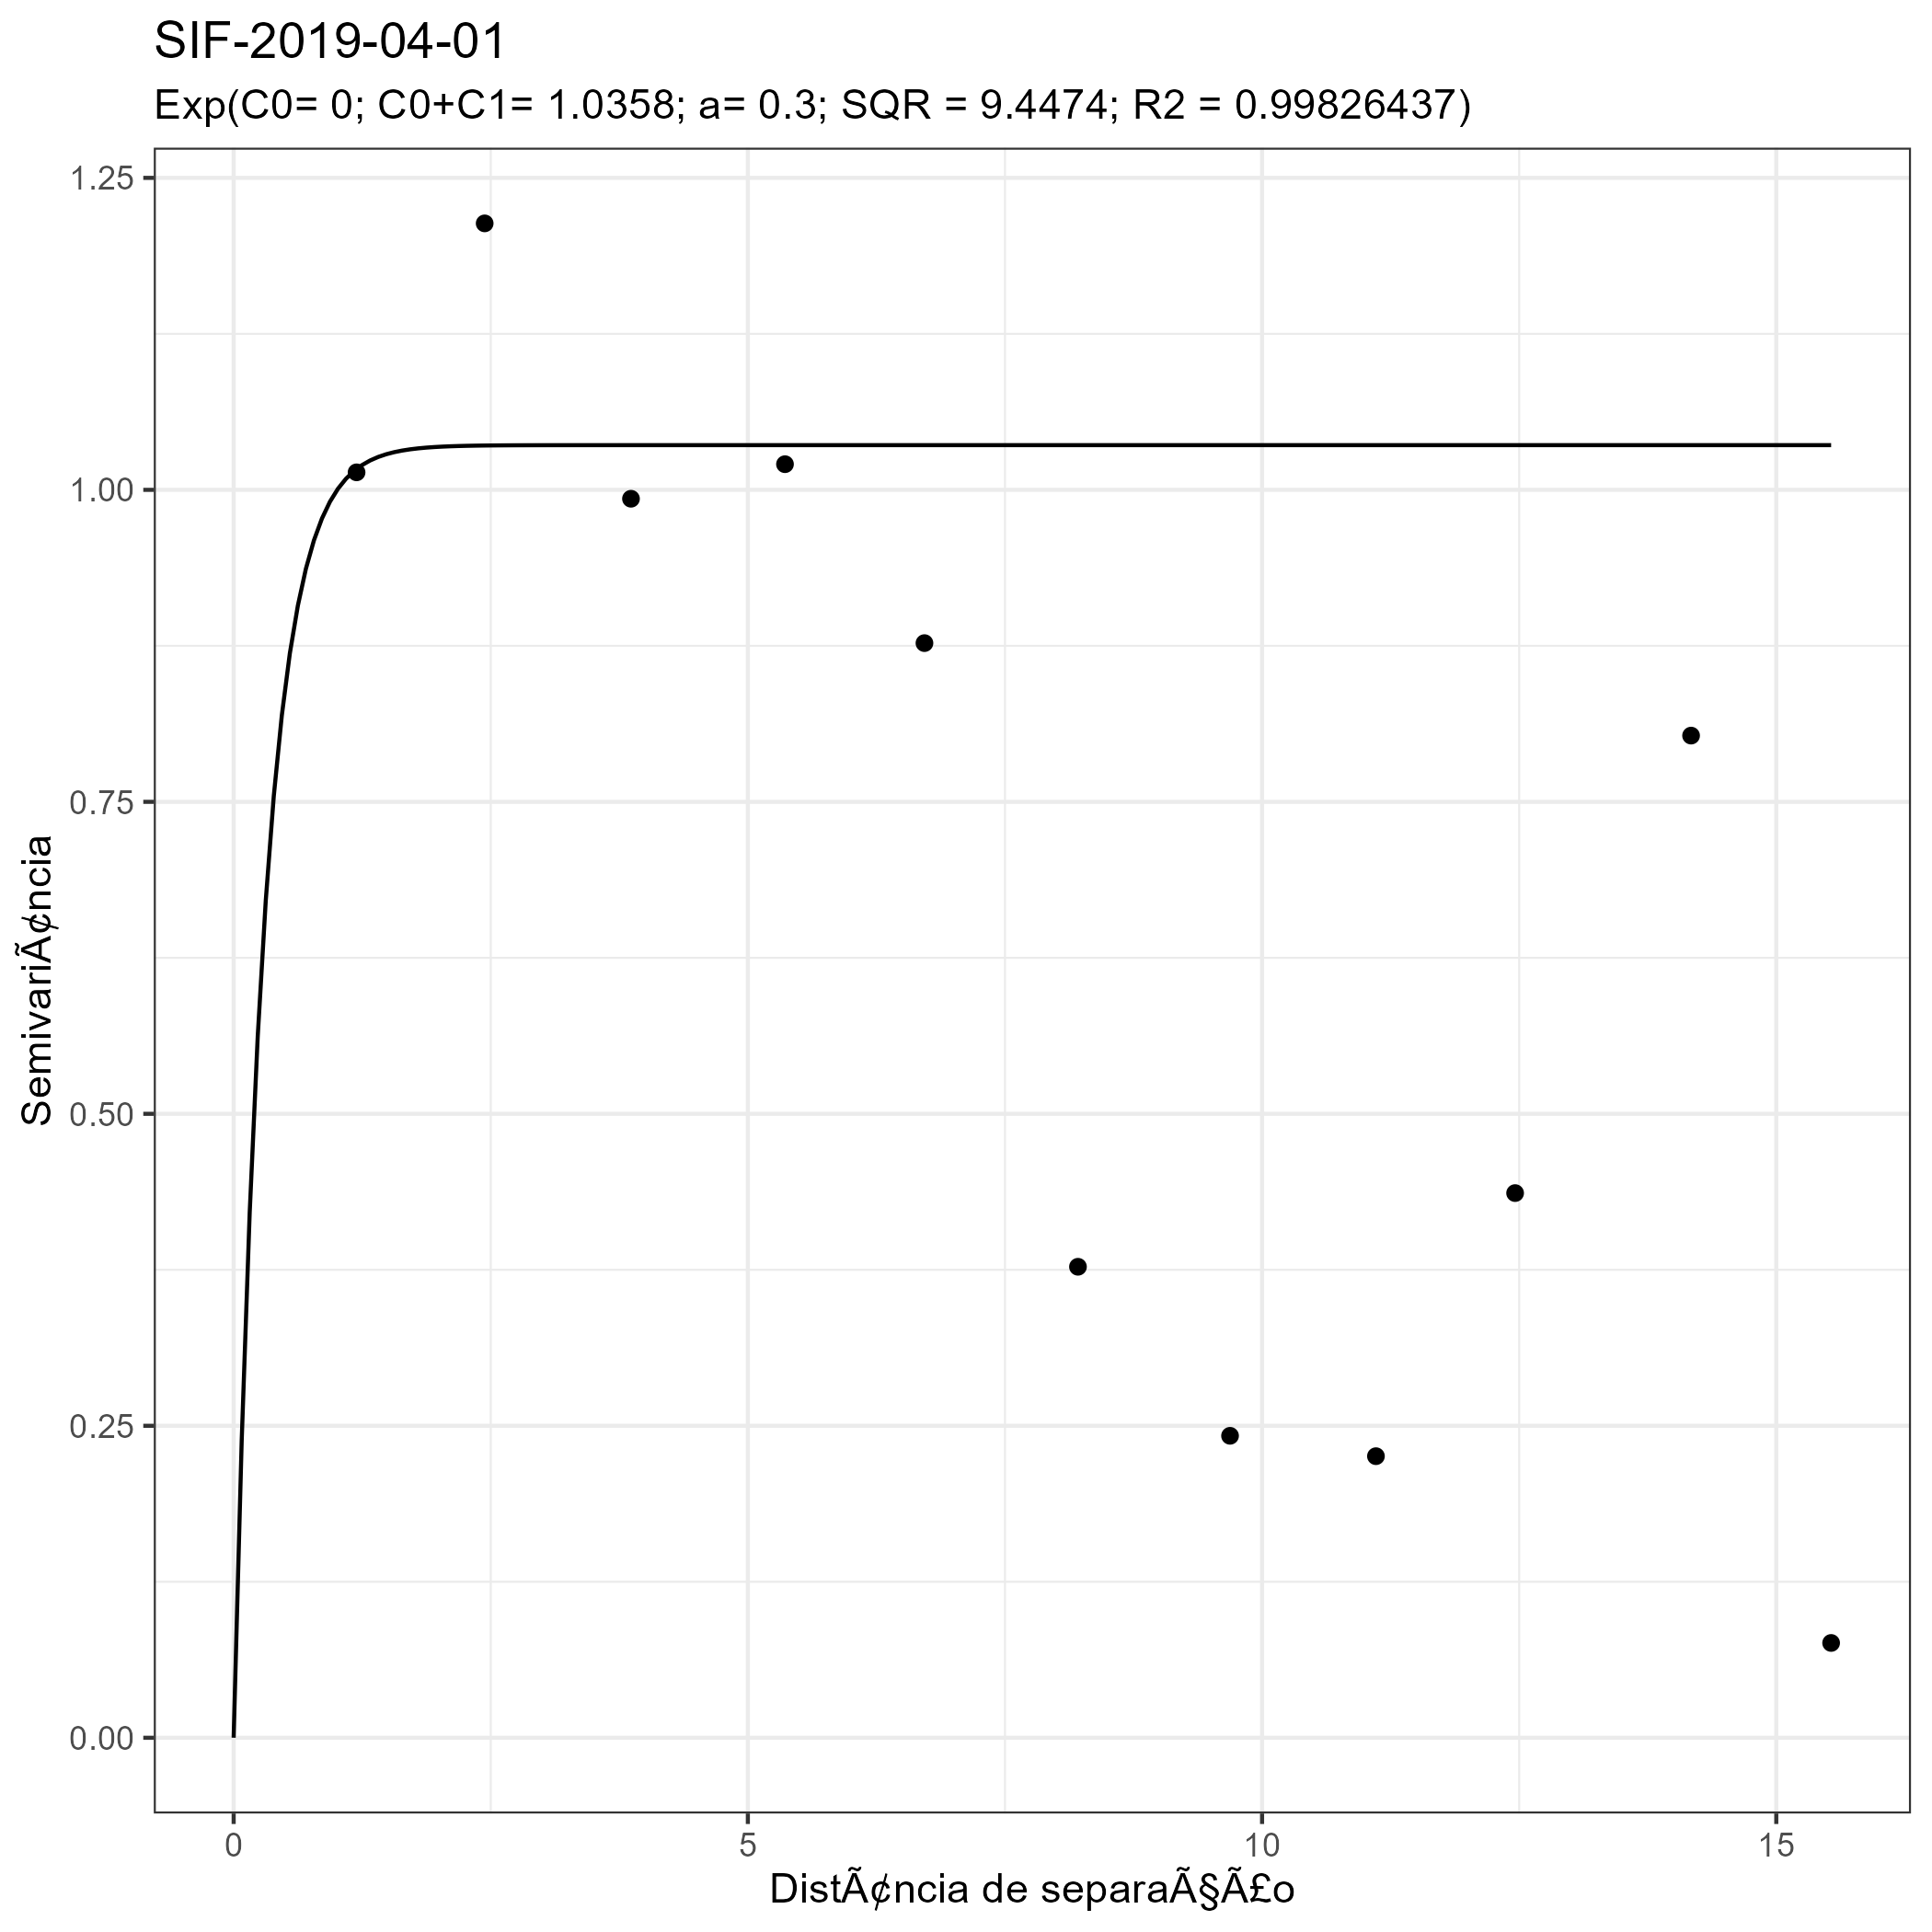 SIF-2019-04-01
Exp(C0= 0; C0+C1= 1.0358; a= 0.3; SQR = 9.4474; R2 = 0.99826437)
1.25
1.00
0.75
0.50
0.25
0.00
SemivariÃ¢ncia
0 5 10 15
DistÃ¢ncia de separaÃ§Ã£o